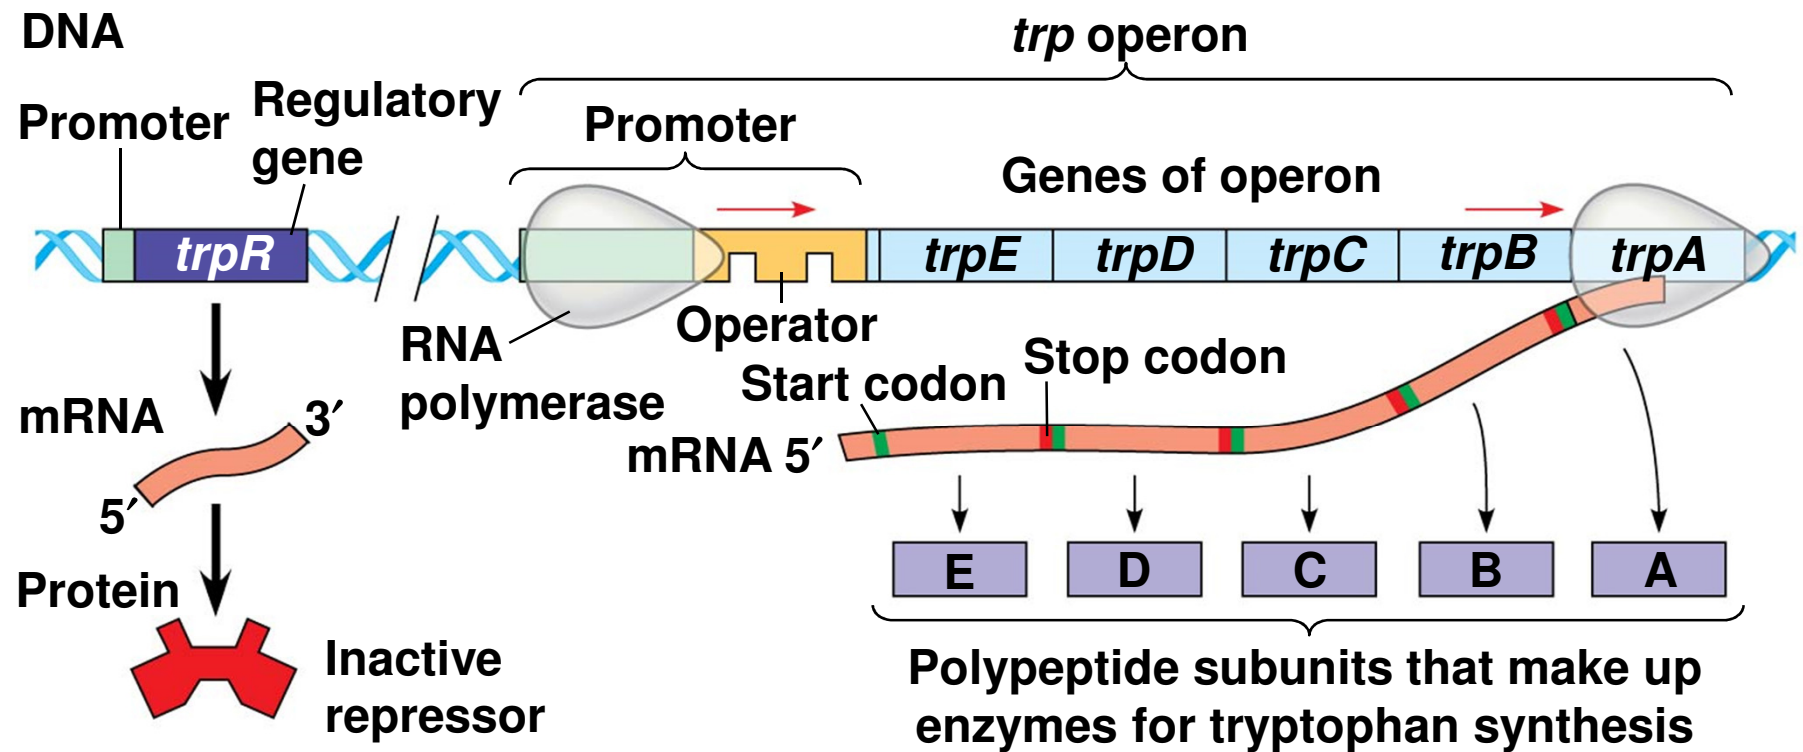 DNA
trp operon
Promoter
Regulatory
gene
Promoter
Genes of operon
trpR
trpE
trpD
trpC
trpB
trpA
RNA
polymerase
Operator
Start codon
Stop codon
mRNA
3′
5′
mRNA 5′
Protein
E
D
C
B
A
Inactive
repressor
Polypeptide subunits that make up
enzymes for tryptophan synthesis